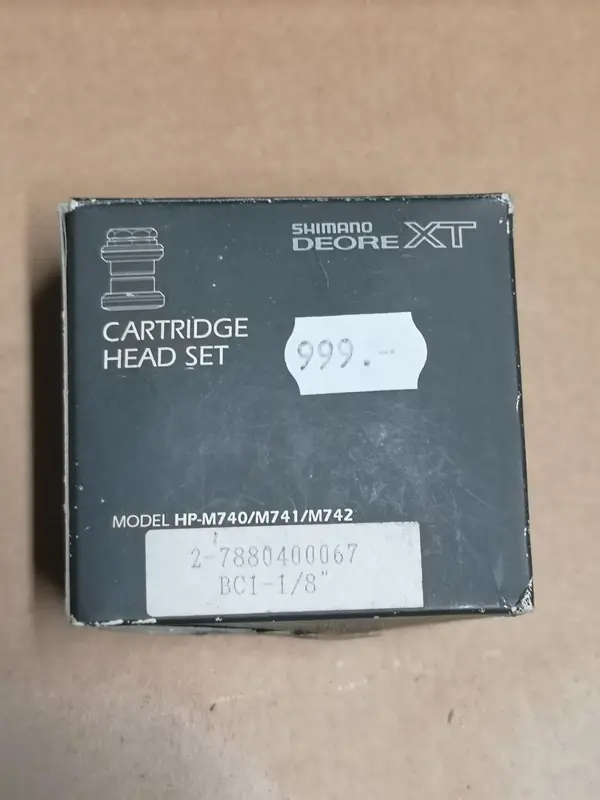 SHIMANO
DEORE XT
CARTRIDGE
HEAD SET
999.-
MODEL HP-M740/M741/M742
2-7880400067
BC1-1/8"